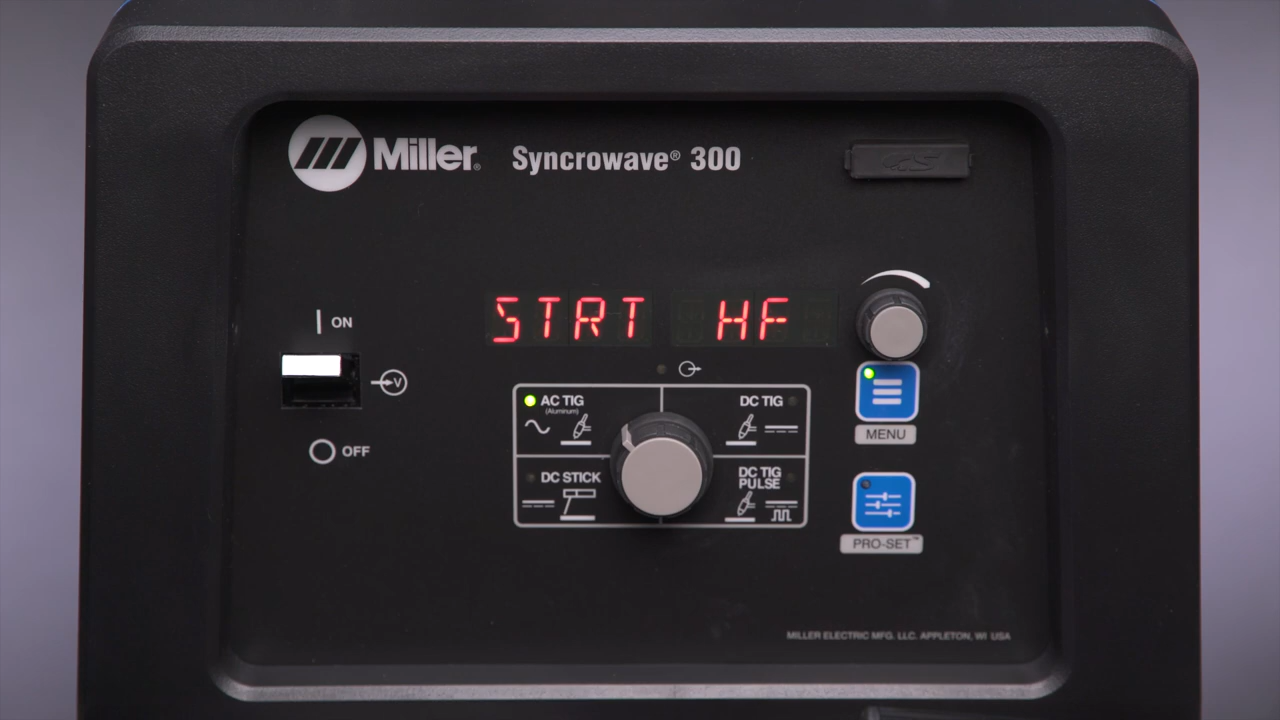 Miller® Syncrowave® 300
ON
STRT HF
V
OFF
AC TIG
(Aluminum)
DC TIG
DC STICK
DC TIG
PULSE
MENU
PRO-SET™
MILLER ELECTRIC MFG. LLC. APPLETON, WI USA